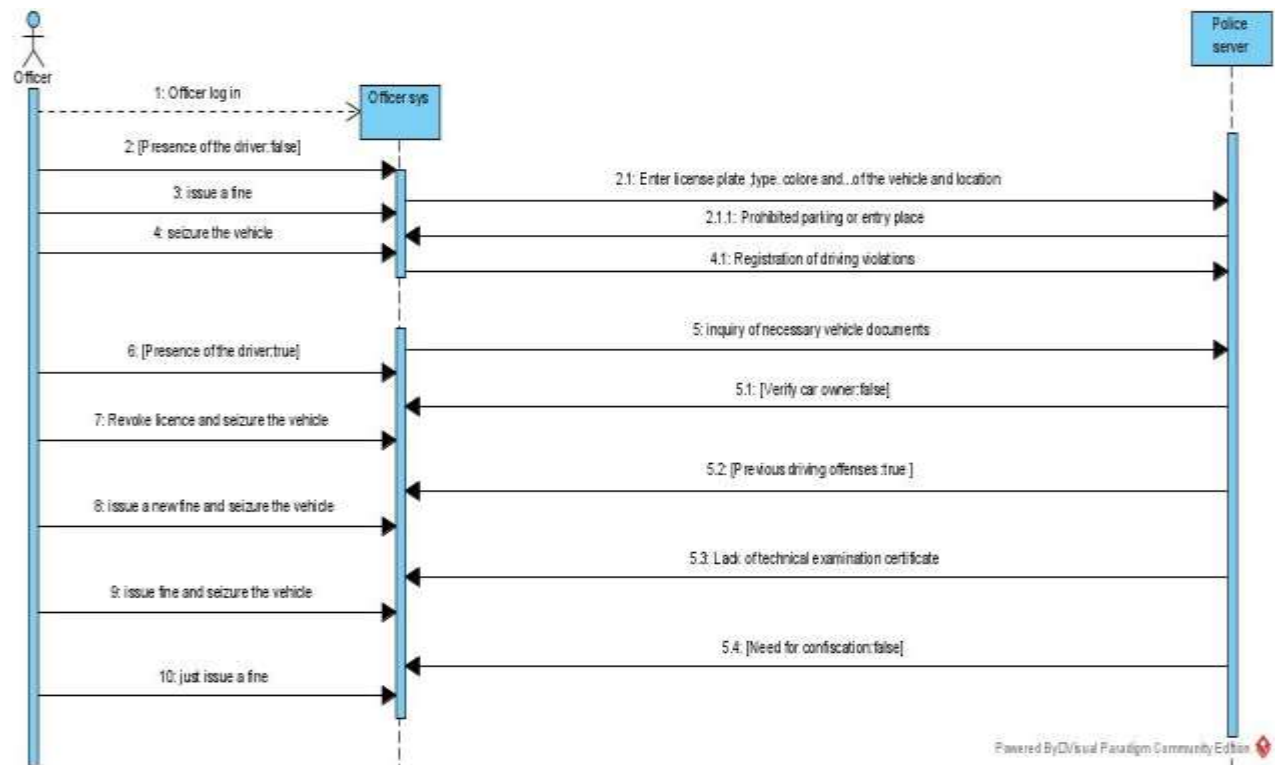 Police
server
Officer
1: Officer log in
Officer sys
2: [Presence of the driver:false]
2.1: Enter license plate ,type. colore and...of the vehicle and location
3: issue a fine
2.1.1: Prohibited parking or entry place
4: seizure the vehicle
4.1: Registration of driving violations
5: inquiry of necessary vehicle documents
6: [Presence of the driver:true]
5.1: [Verify car owner:false]
7: Revoke licence and seizure the vehicle
5.2: [Previous driving offenses :true ]
8: issue a new fine and seizure the vehicle
5.3: Lack of technical examination certificate
9: issue fine and seizure the vehicle
5.4: [Need for confiscation:false]
10: just issue a fine
Powered By Visual Paradigm Community Edition